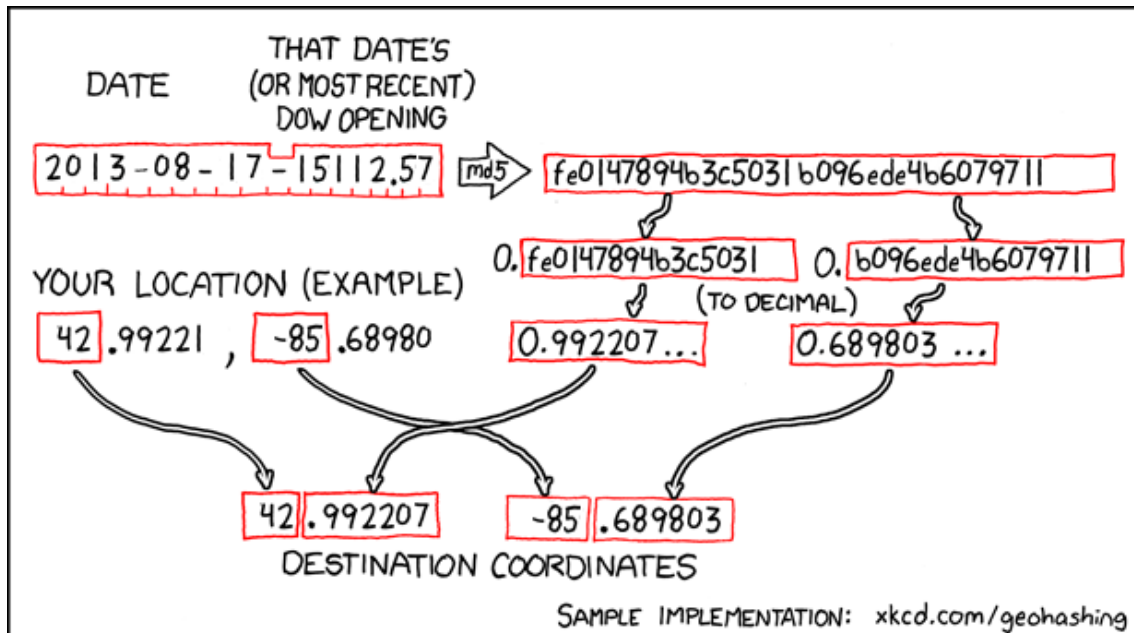 DATE
THAT DATE'S
(OR MOST RECENT)
DOW OPENING
2013-08-17-15112.57
md5
fe0147894b3c5031b096ede4b6079711
0.fe0147894b3c5031
0.b096ede4b6079711
(TO DECIMAL)
0.992207...
0.689803 ...
YOUR LOCATION (EXAMPLE)
42.99221, -85.68980
42.992207 -85.689803
DESTINATION COORDINATES
SAMPLE IMPLEMENTATION: xkcd.com/geohashing